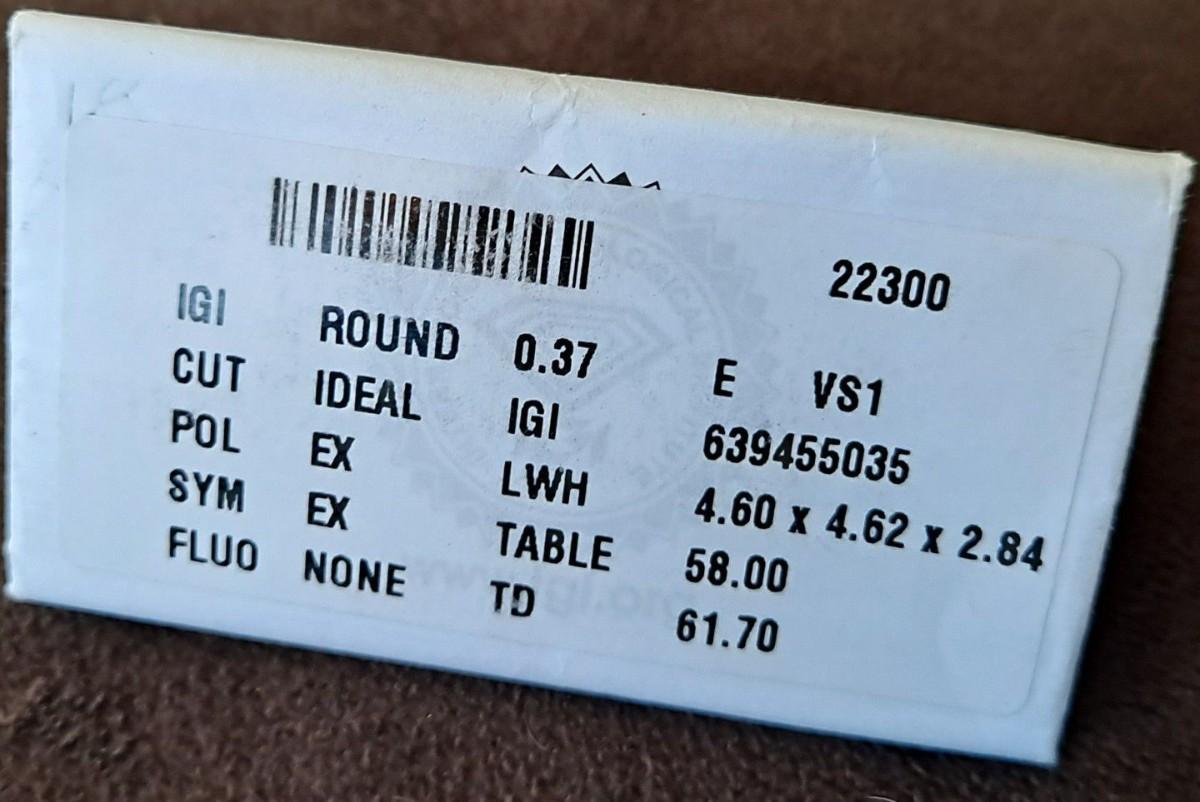 22300
IGI ROUND 0.37 E VS1
CUT IDEAL IGI 639455035
POL EX LWH 4.60 x 4.62 x 2.84
SYM EX TABLE 58.00
FLUO NONE TD 61.70